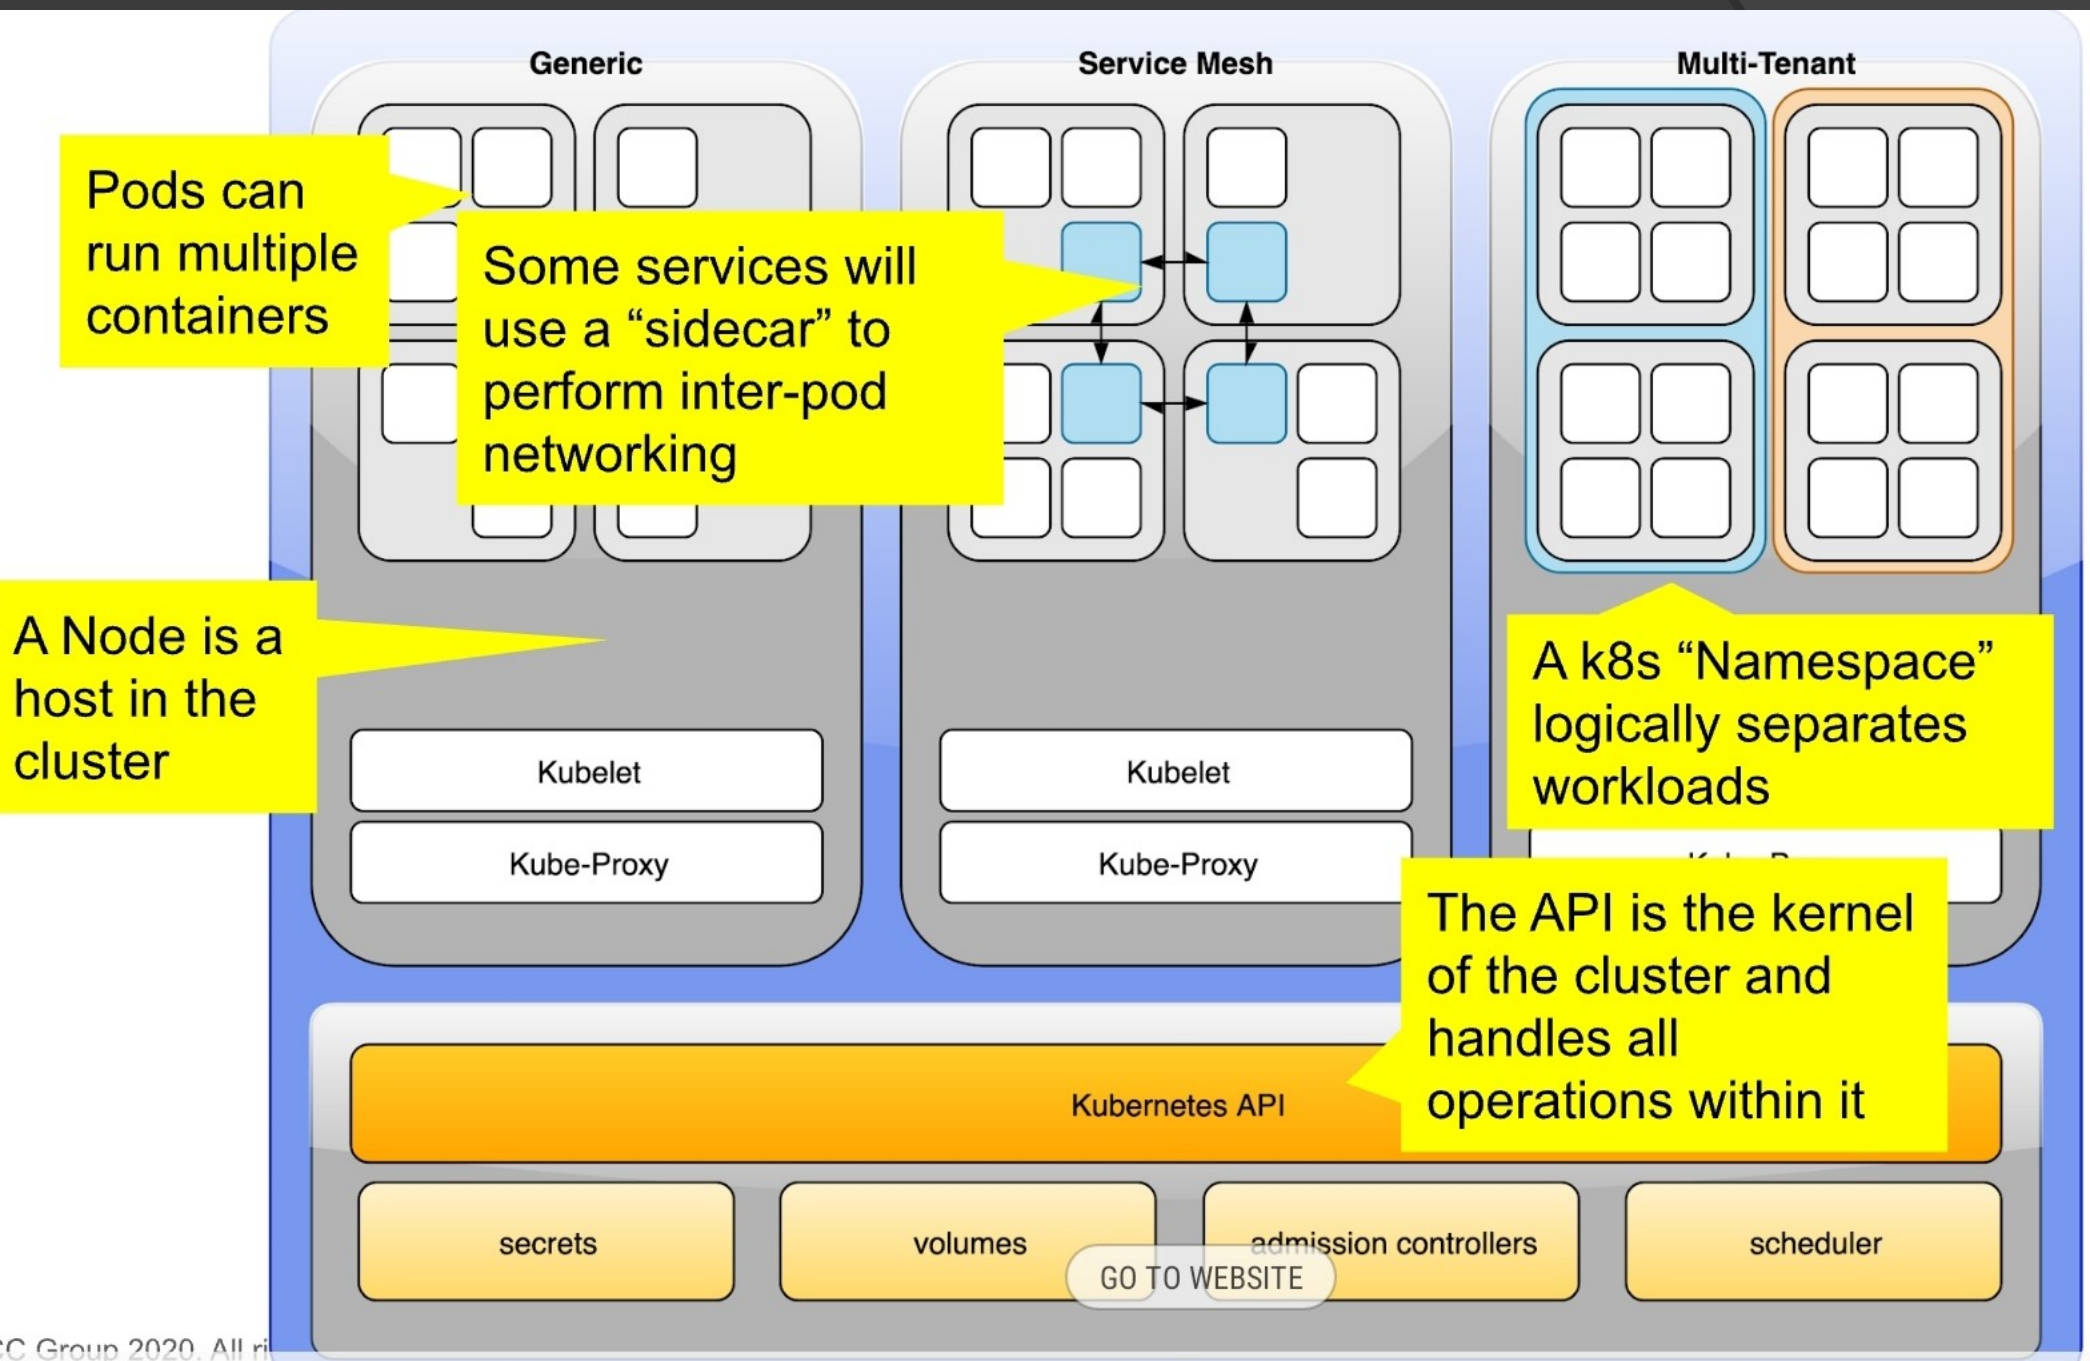 Generic
Service Mesh
Multi-Tenant
Pods can
run multiple
containers
Some services will
use a “sidecar” to
perform inter-pod
networking
A Node is a
host in the
cluster
A k8s “Namespace”
logically separates
workloads
Kubelet
Kubelet
Kube-Proxy
Kube-Proxy
The API is the kernel
of the cluster and
handles all
operations within it
Kubernetes API
secrets
volumes
admission controllers
scheduler
GO TO WEBSITE
Group 2020. All